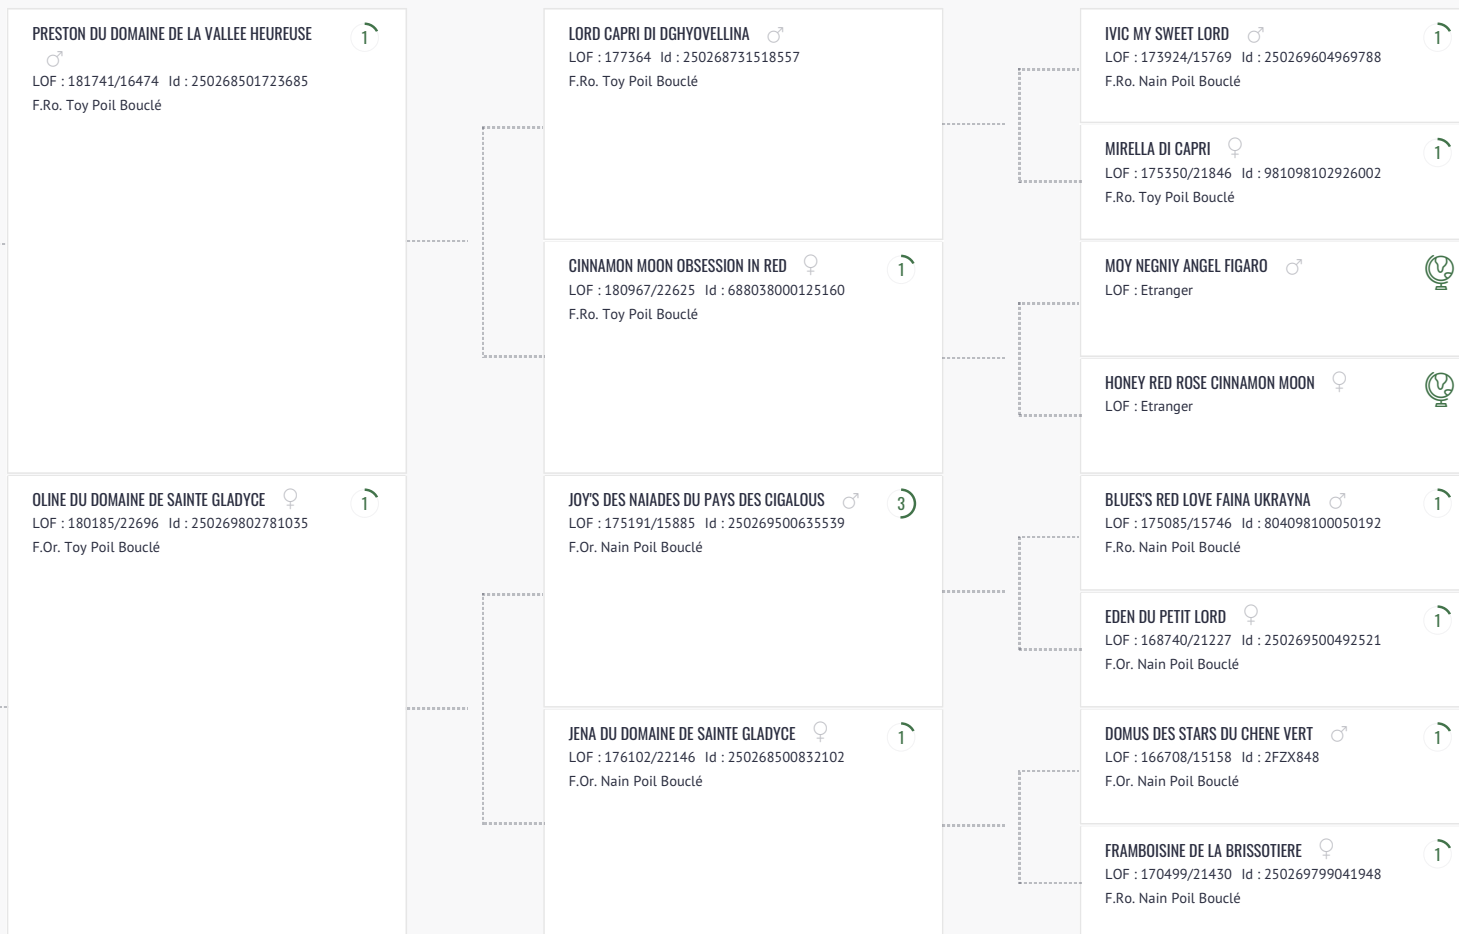 PRESTON DU DOMAINE DE LA VALLEE HEUREUSE
1
LOF : 181741/16474 Id : 250268501723685
F.Ro. Toy Poil Bouclé
OLINE DU DOMAINE DE SAINTE GLADYCE
1
LOF : 180185/22696 Id : 250269802781035
F.Or. Toy Poil Bouclé
LORD CAPRI DI DGHYOVELLINA
LOF : 177364 Id : 250268731518557
F.Ro. Toy Poil Bouclé
CINNAMON MOON OBSESSION IN RED
1
LOF : 180967/22625 Id : 688038000125160
F.Ro. Toy Poil Bouclé
JOY'S DES NAIADES DU PAYS DES CIGALOUS
3
LOF : 175191/15885 Id : 250269500635539
F.Or. Nain Poil Bouclé
JENA DU DOMAINE DE SAINTE GLADYCE
1
LOF : 176102/22146 Id : 250268500832102
F.Or. Nain Poil Bouclé
IVIC MY SWEET LORD
1
LOF : 173924/15769 Id : 250269604969788
F.Ro. Nain Poil Bouclé
MIRELLA DI CAPRI
1
LOF : 175350/21846 Id : 981098102926002
F.Ro. Toy Poil Bouclé
MOY NEGNIY ANGEL FIGARO
LOF : Etranger
HONEY RED ROSE CINNAMON MOON
LOF : Etranger
BLUES'S RED LOVE FAINA UKRAYNA
1
LOF : 175085/15746 Id : 804098100050192
F.Ro. Nain Poil Bouclé
EDEN DU PETIT LORD
1
LOF : 168740/21227 Id : 250269500492521
F.Or. Nain Poil Bouclé
DOMUS DES STARS DU CHENE VERT
1
LOF : 166708/15158 Id : 2FZX848
F.Or. Nain Poil Bouclé
FRAMBOISINE DE LA BRISSOTIERE
1
LOF : 170499/21430 Id : 250269799041948
F.Ro. Nain Poil Bouclé